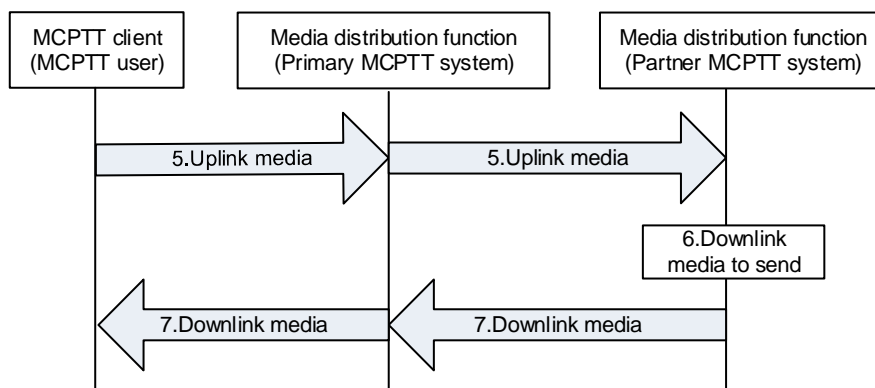 MCPTT client
(MCPTT user)
Media distribution function
(Primary MCPTT system)
Media distribution function
(Partner MCPTT system)
5.Uplink media
5.Uplink media
6.Downlink
media to send
7.Downlink media
7.Downlink media